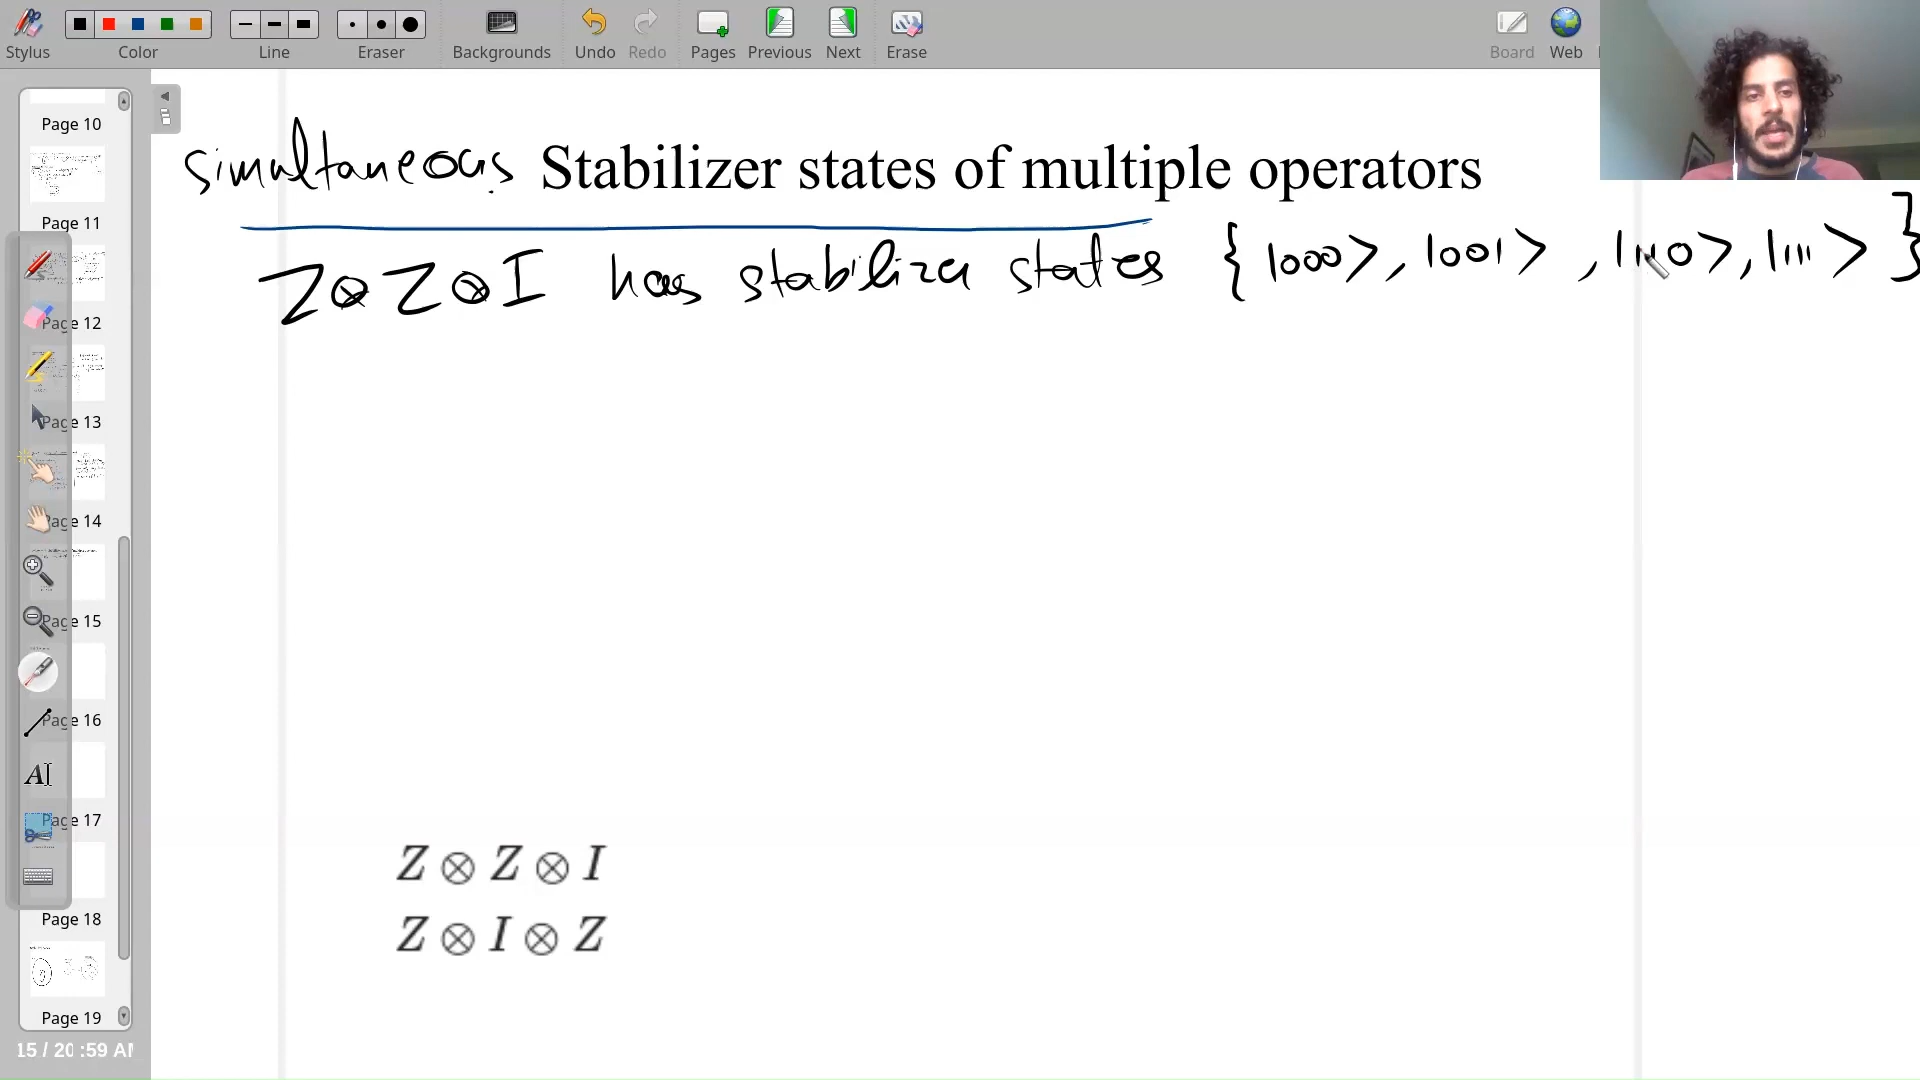 Stylus Color Line Eraser Backgrounds Undo Redo Pages Previous Next Erase Board Web
Page 10
Page 11
Page 12
Page 13
Page 14
Page 15
Page 16
Page 17
Page 18
Page 19
15 / 20
simultaneous Stabilizer states of multiple operators
Z⊗Z⊗I has stabilizer states {|000>, |001>, |110>, |111>}
Z ⊗ Z ⊗ I
Z ⊗ I ⊗ Z